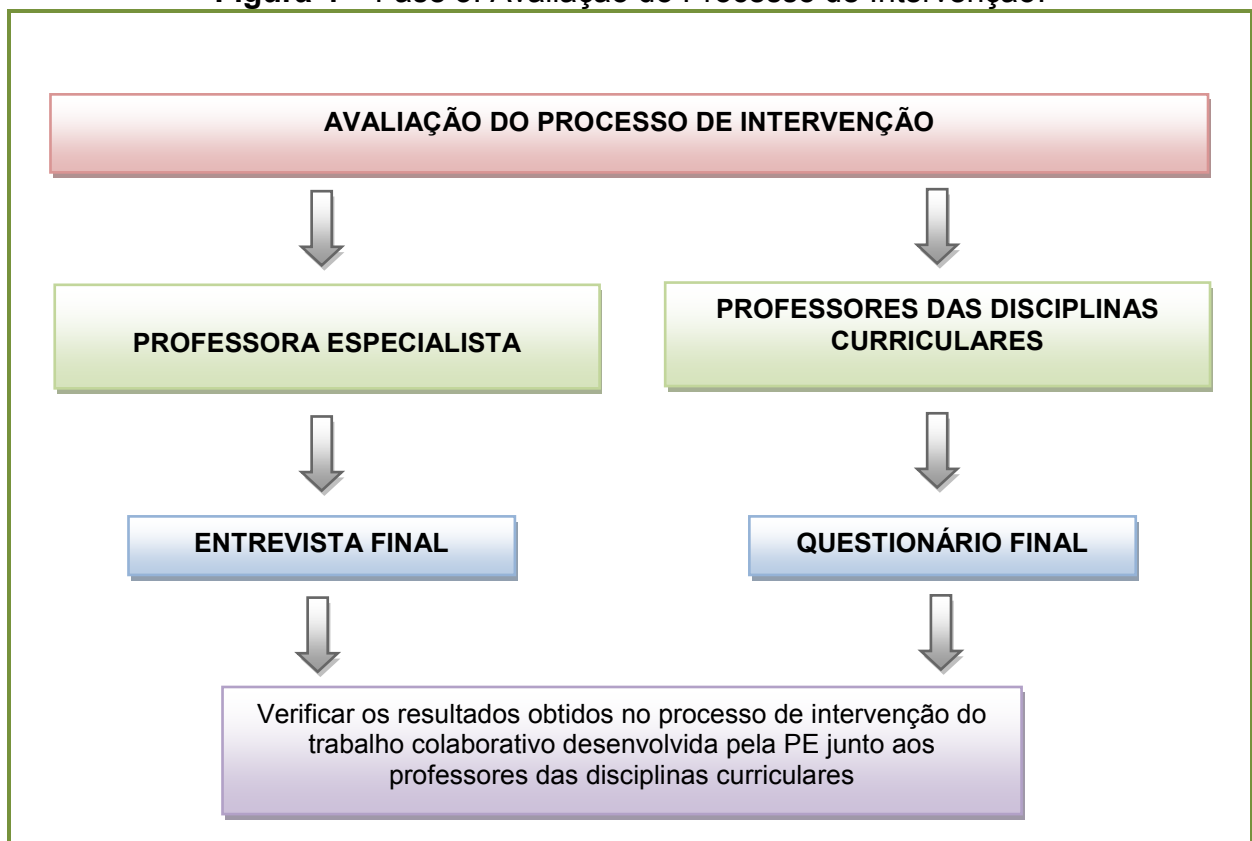 AVALIAÇÃO DO PROCESSO DE INTERVENÇÃO
PROFESSORA ESPECIALISTA
PROFESSORES DAS DISCIPLINAS
CURRICULARES
ENTREVISTA FINAL
QUESTIONÁRIO FINAL
Verificar os resultados obtidos no processo de intervenção do
trabalho colaborativo desenvolvida pela PE junto aos
professores das disciplinas curriculares